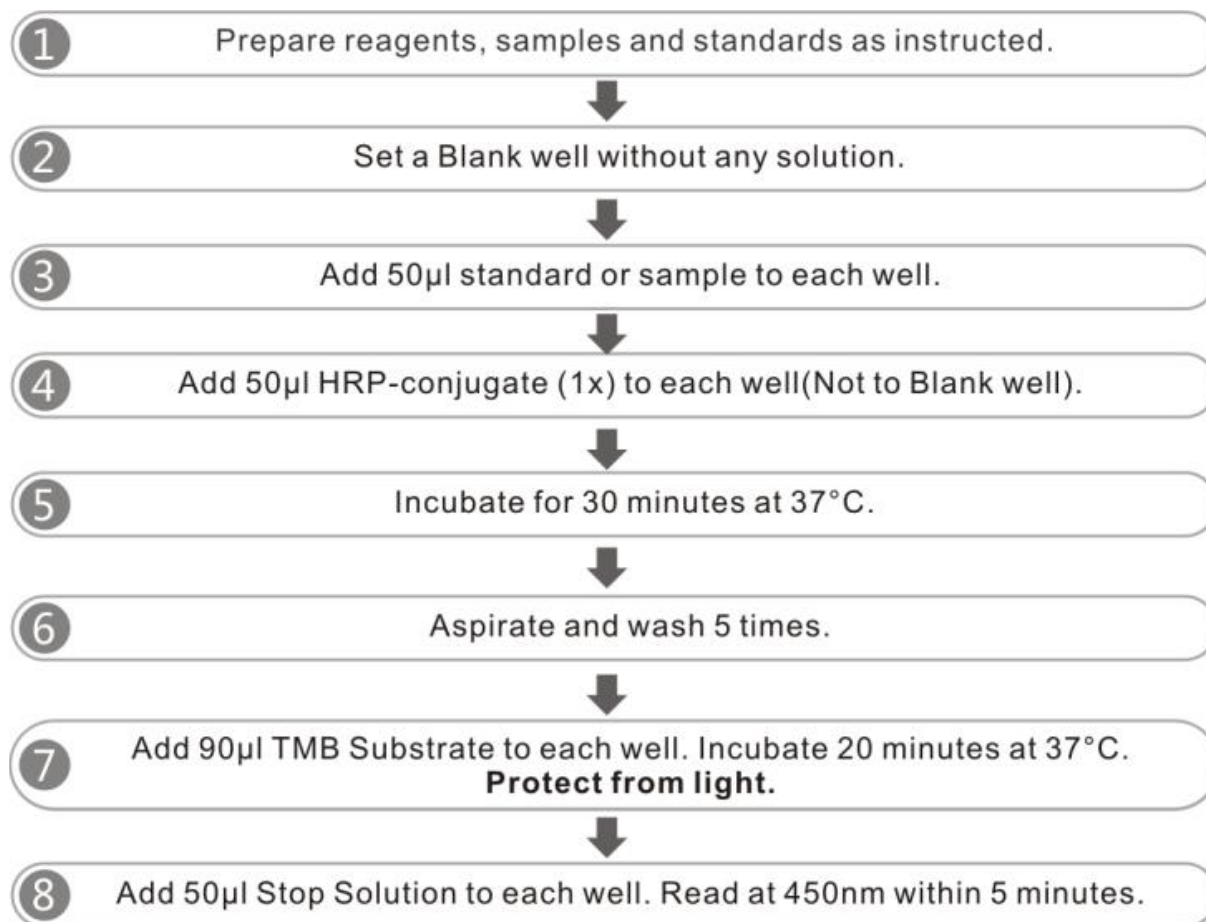 1 Prepare reagents, samples and standards as instructed.
2 Set a Blank well without any solution.
3 Add 50μl standard or sample to each well.
4 Add 50μl HRP-conjugate (1x) to each well(Not to Blank well).
5 Incubate for 30 minutes at 37°C.
6 Aspirate and wash 5 times.
7 Add 90μl TMB Substrate to each well. Incubate 20 minutes at 37°C.
Protect from light.
8 Add 50μl Stop Solution to each well. Read at 450nm within 5 minutes.